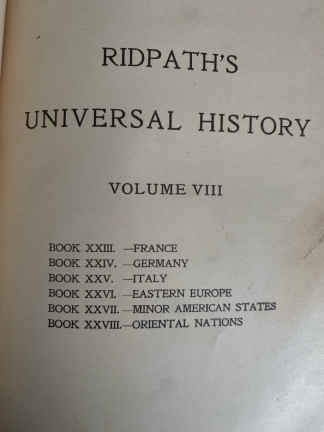 RIDPATH'S
UNIVERSAL HISTORY
VOLUME VIII
BOOK XXIII. —FRANCE
BOOK XXIV. —GERMANY
BOOK XXV. —ITALY
BOOK XXVI. —EASTERN EUROPE
BOOK XXVII. —MINOR AMERICAN STATES
BOOK XXVIII.—ORIENTAL NATIONS